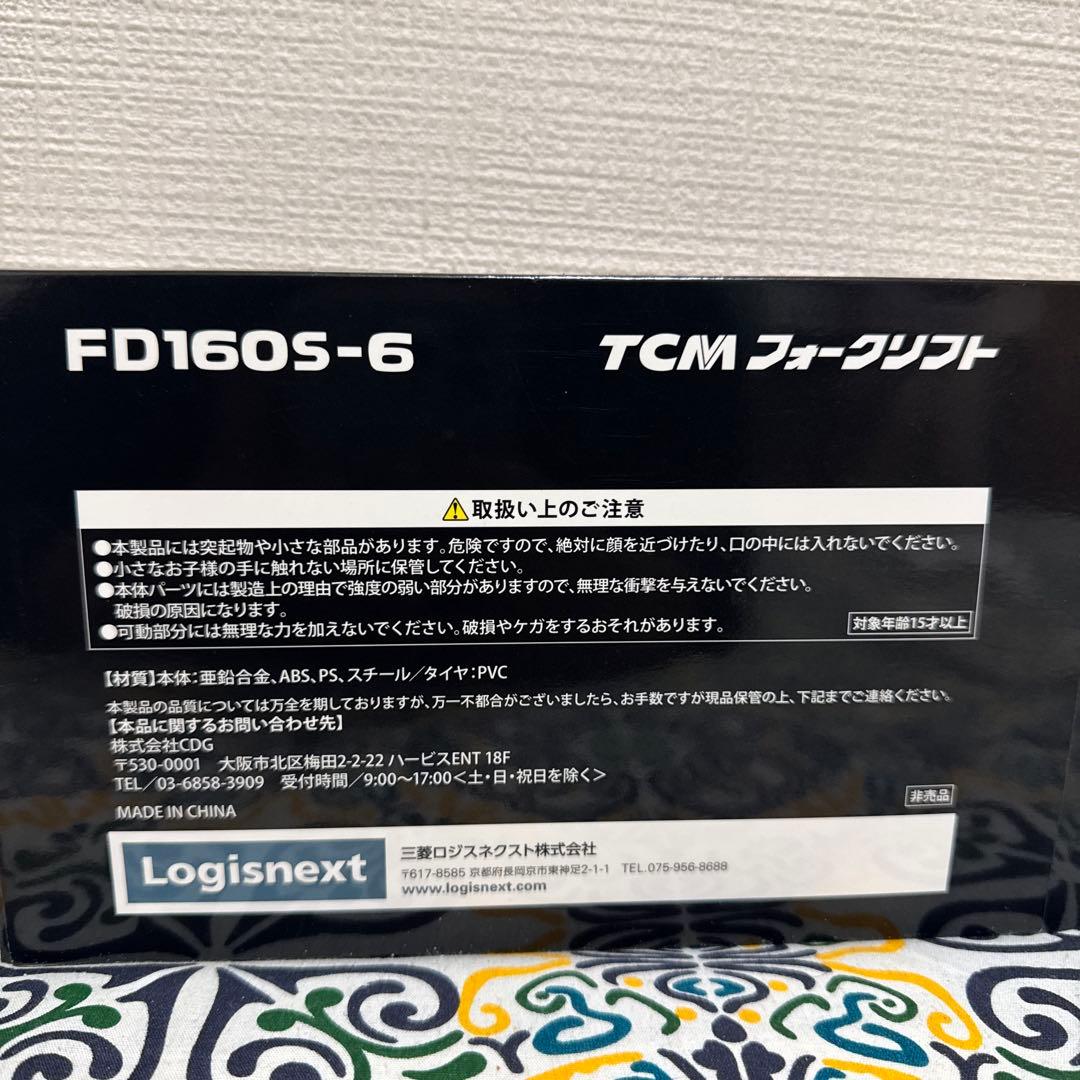 FD160S-6
TCM フォークリフト
取扱い上のご注意
●本製品には突起物や小さな部品があります。危険ですので、絶対に顔を近づけたり、口の中には入れないでください。
●小さなお子様の手に触れない場所に保管してください。
●本体パーツには製造上の理由で強度の弱い部分がありますので、無理な衝撃を与えないでください。
破損の原因になります。
●可動部分には無理な力を加えないでください。破損やケガをするおそれがあります。
対象年齢15才以上
【材質】本体：亜鉛合金、ABS、PS、スチール／タイヤ：PVC
本製品の品質については万全を期しておりますが、万一不都合がございましたら、お手数ですが現品保管の上、下記までご連絡ください。
【本品に関するお問い合わせ先】
株式会社CDG
〒530-0001 大阪市北区梅田2-2-22 ハービスENT 18F
TEL／03-6858-3909 受付時間／9:00〜17:00＜土・日・祝日を除く＞
非売品
MADE IN CHINA
Logisnext
三菱ロジスネクスト株式会社
〒617-8585 京都府長岡京市東神足2-1-1 TEL.075-956-8688
www.logisnext.com